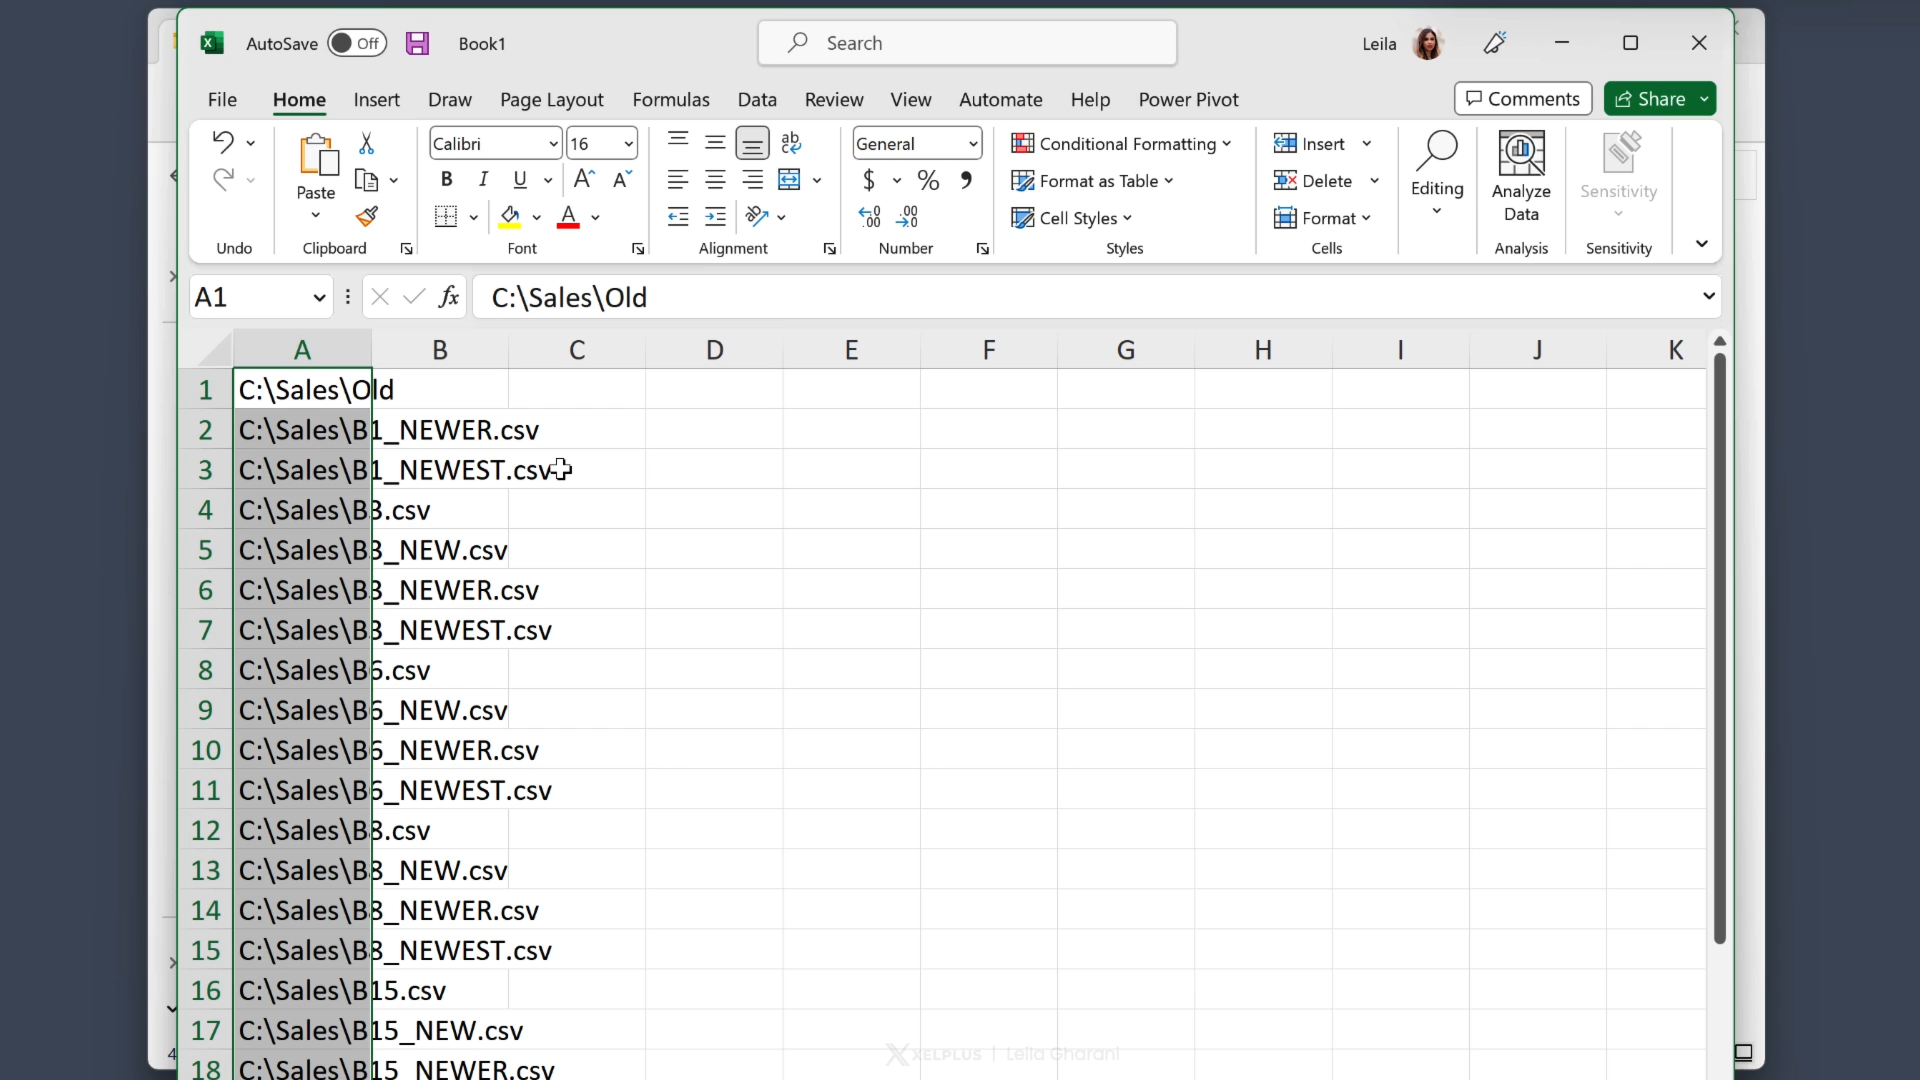 AutoSave Off Book1 Search Leila
File Home Insert Draw Page Layout Formulas Data Review View Automate Help Power Pivot Comments Share
Calibri 16 General Conditional Formatting Insert
Paste B I U A A $ % Format as Table Delete Editing Analyze Data Sensitivity
A Cell Styles Format
Undo Clipboard Font Alignment Number Styles Cells Analysis Sensitivity
A1 fx C:\Sales\Old
A B C D E F G H I J K
1 C:\Sales\Old
2 C:\Sales\B1_NEWER.csv
3 C:\Sales\B1_NEWEST.csv
4 C:\Sales\B3.csv
5 C:\Sales\B3_NEW.csv
6 C:\Sales\B3_NEWER.csv
7 C:\Sales\B3_NEWEST.csv
8 C:\Sales\B6.csv
9 C:\Sales\B6_NEW.csv
10 C:\Sales\B6_NEWER.csv
11 C:\Sales\B6_NEWEST.csv
12 C:\Sales\B8.csv
13 C:\Sales\B8_NEW.csv
14 C:\Sales\B8_NEWER.csv
15 C:\Sales\B8_NEWEST.csv
16 C:\Sales\B15.csv
17 C:\Sales\B15_NEW.csv
4 XELPLUS | Leila Gharani
18 C:\Sales\B15_NEWER.csv